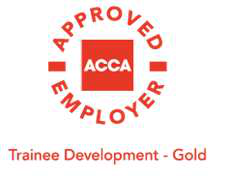 APPROVED
ACCA
EMPLOYER
Trainee Development - Gold